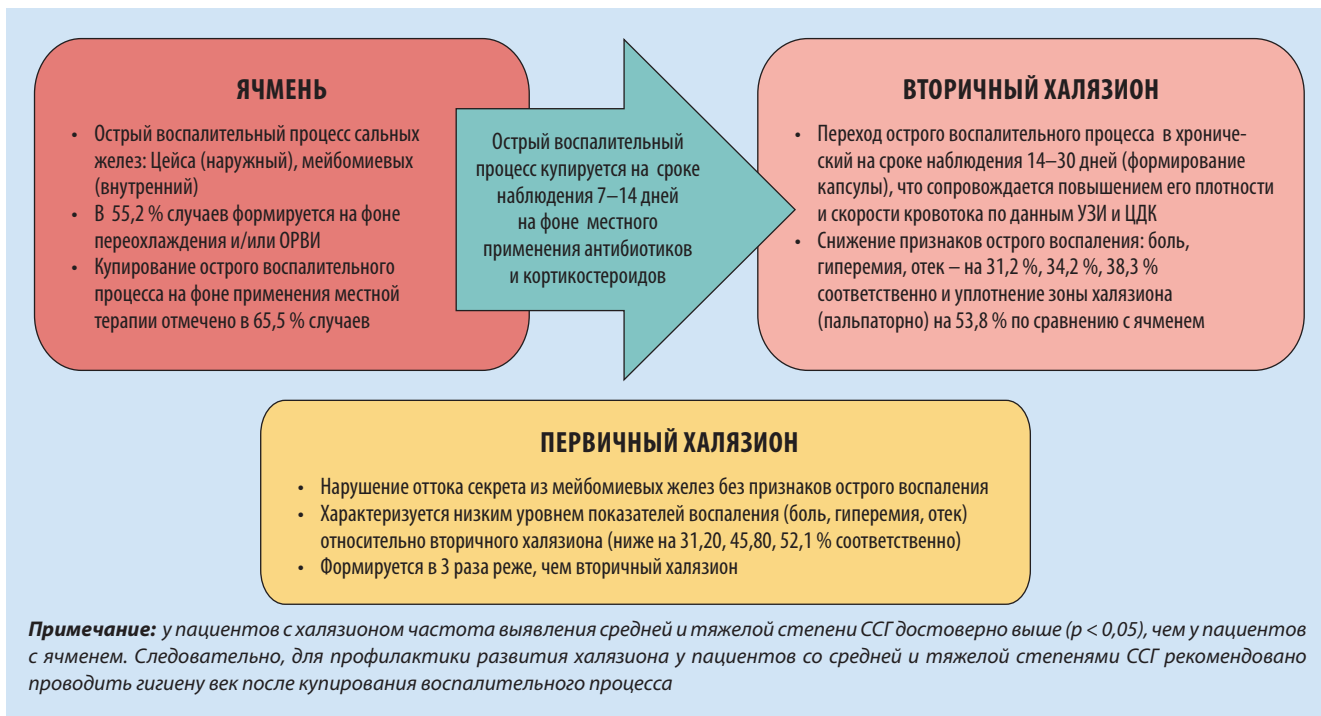 ЯЧМЕНЬ
• Острый воспалительный процесс сальных
желез: Цейса (наружный), мейбомиевых
(внутренний)
• В 55,2 % случаев формируется на фоне
переохлаждения и/или ОРВИ
• Купирование острого воспалительного
процесса на фоне применения местной
терапии отмечено в 65,5 % случаев
Острый воспалительный
процесс купируется на сроке
наблюдения 7–14 дней
на фоне местного
применения антибиотиков
и кортикостероидов
ВТОРИЧНЫЙ ХАЛЯЗИОН
• Переход острого воспалительного процесса в хрониче-
ский на сроке наблюдения 14–30 дней (формирование
капсулы), что сопровождается повышением его плотности
и скорости кровотока по данным УЗИ и ЦДК
• Снижение признаков острого воспаления: боль,
гиперемия, отек – на 31,2 %, 34,2 %, 38,3 %
соответственно и уплотнение зоны халязиона
(пальпаторно) на 53,8 % по сравнению с ячменем
ПЕРВИЧНЫЙ ХАЛЯЗИОН
• Нарушение оттока секрета из мейбомиевых желез без признаков острого воспаления
• Характеризуется низким уровнем показателей воспаления (боль, гиперемия, отек)
относительно вторичного халязиона (ниже на 31,20, 45,80, 52,1 % соответственно)
• Формируется в 3 раза реже, чем вторичный халязион
Примечание: у пациентов с халязионом частота выявления средней и тяжелой степени ССГ достоверно выше (p < 0,05), чем у пациентов
с ячменем. Следовательно, для профилактики развития халязиона у пациентов со средней и тяжелой степенями ССГ рекомендовано
проводить гигиену век после купирования воспалительного процесса